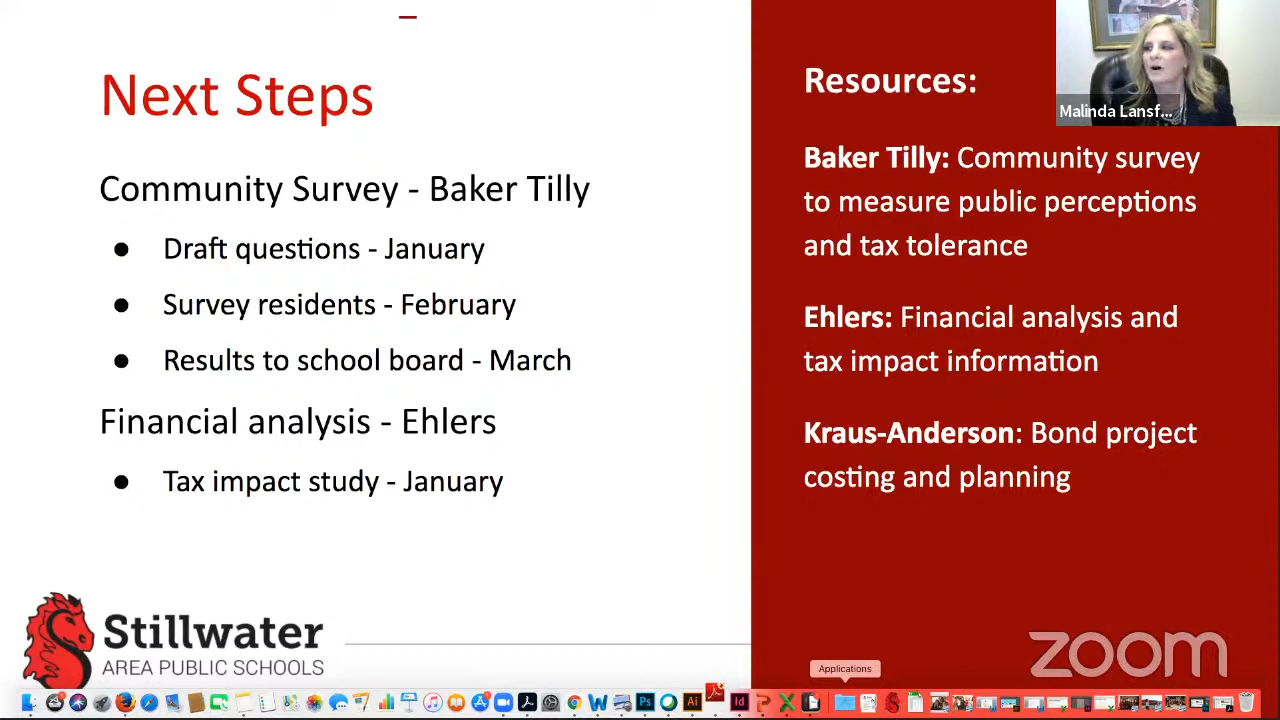 Next Steps
Community Survey - Baker Tilly
● Draft questions - January
● Survey residents - February
● Results to school board - March
Financial analysis - Ehlers
● Tax impact study - January
Stillwater
AREA PUBLIC SCHOOLS
Resources:
Malinda Lansf...
Baker Tilly: Community survey
to measure public perceptions
and tax tolerance
Ehlers: Financial analysis and
tax impact information
Kraus-Anderson: Bond project
costing and planning
zoom
Applications
W
Ps
Ai
Id